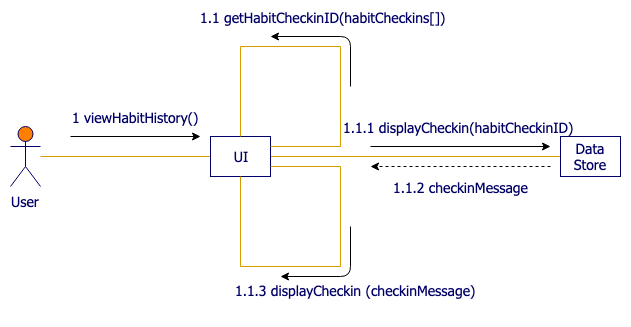 1.1 getHabitCheckinID(habitCheckins[])
1 viewHabitHistory()
1.1.1 displayCheckin(habitCheckinID)
UI
Data
Store
1.1.2 checkinMessage
User
1.1.3 displayCheckin (checkinMessage)